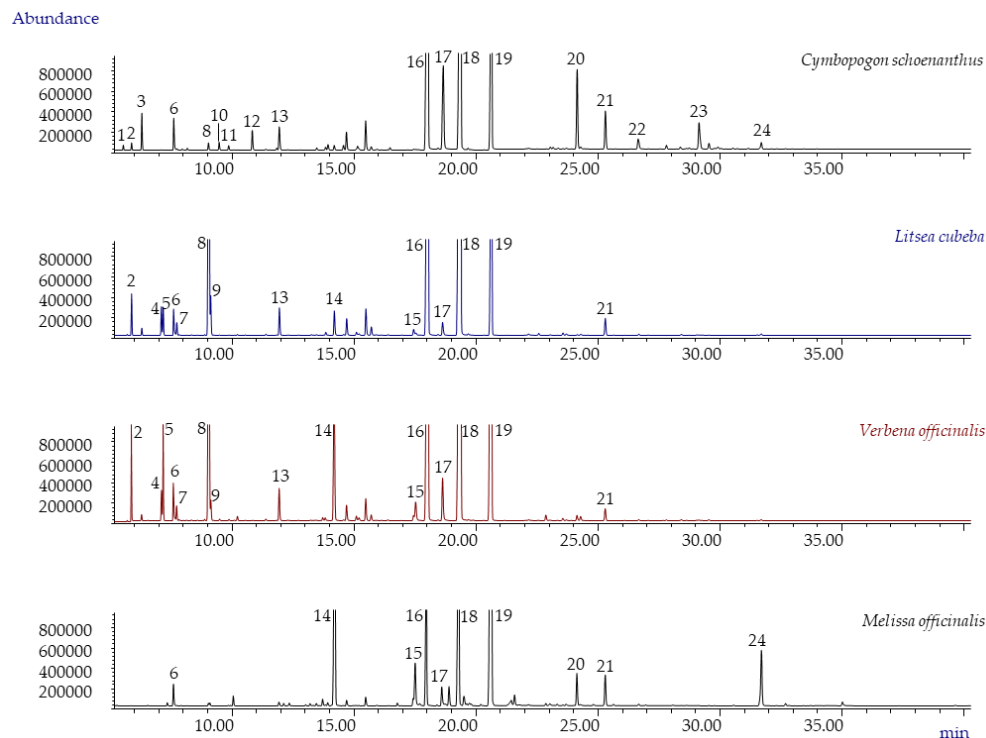 Abundance
Cymbopogon schoenanthus
800000
600000
400000
200000
1 2 3 6 8 10 11 12 13 16 17 18 19 20 21 22 23 24
10.00 15.00 20.00 25.00 30.00 35.00
Litsea cubeba
800000
600000
400000
200000
2 4 5 6 7 8 9 13 14 15 16 17 18 19 21
10.00 15.00 20.00 25.00 30.00 35.00
Verbena officinalis
800000
600000
400000
200000
2 4 5 6 7 8 9 13 14 15 16 17 18 19 21
10.00 15.00 20.00 25.00 30.00 35.00
Melissa officinalis
800000
600000
400000
200000
6 14 15 16 17 18 19 20 21 24
10.00 15.00 20.00 25.00 30.00 35.00
min